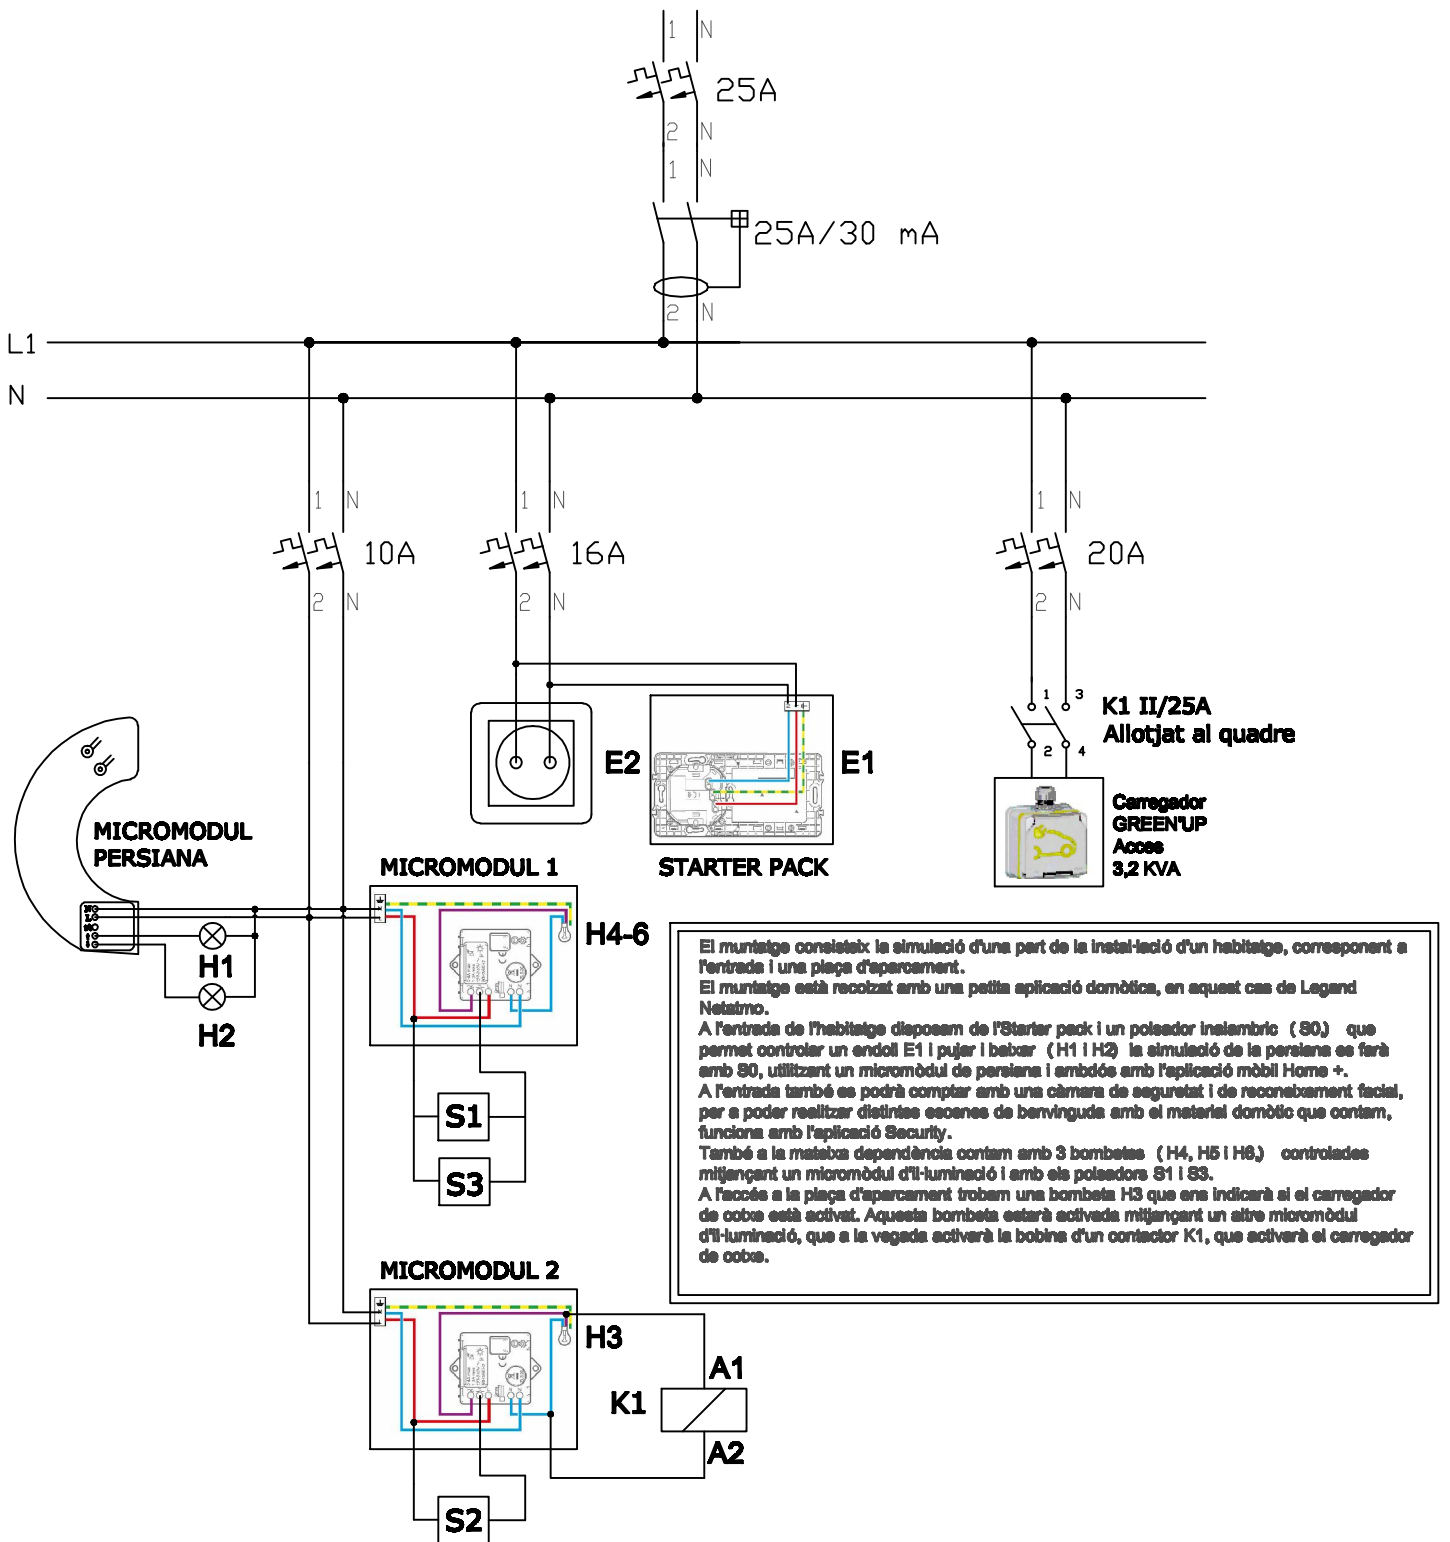 1 N
25A
2 N
1 N
25A/30 mA
2 N
L1
N
1 N
10A
2 N
1 N
16A
2 N
1 N
20A
2 N
1 3
K1 II/25A
Allotjat al quadre
2 4
E2
E1
STARTER PACK
Carregador
GREEN'UP
Acces
3,2 KVA
MICROMODUL
PERSIANA
N
L
H1
H2
MICROMODUL 1
H4-6
S1
S3
El muntatge consisteix la simulació d'una part de la instal·lació d'un habitatge, corresponent a
l'entrada i una plaça d'aparcament.
El muntatge està recolzat amb una petita aplicació domòtica, en aquest cas de Legand
Netatmo.
A l'entrada de l'habitatge disposam de l'Starter pack i un polsador inalambric (S0,) que
permet controlar un endoll E1 i pujar i baixar (H1 i H2) la simulació de la persiana es farà
amb S0, utilitzant un micromòdul de persiana i ambdós amb l'aplicació mòbil Home +.
A l'entrada també es podrà comptar amb una càmara de seguretat i de reconeixament facial,
per a poder realitzar distintes escenes de benvinguda amb el material domòtic que contam,
funciona amb l'aplicació Security.
També a la mateixa dependència contam amb 3 bombetes (H4, H5 i H6,) controlades
mitjançant un micromòdul d'il·luminació i amb els polsadors S1 i S3.
A l'accés a la plaça d'aparcament trobam una bombeta H3 que ens indicarà si el carregador
de cotxe està activat. Aquesta bombeta estarà activada mitjançant un altre micromòdul
d'il·luminació, que a la vegada activarà la bobina d'un contactor K1, que activarà el carregador
de cotxe.
MICROMODUL 2
H3
A1
K1
A2
S2